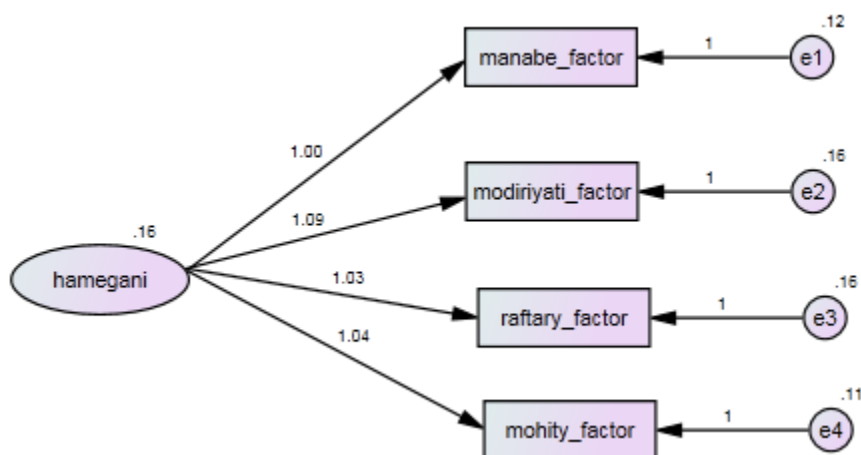 .12
manabe_factor
1
e1
1.00
.16
modiriyati_factor
1
e2
1.09
.16
hamegani
1.03
.16
raftary_factor
1
e3
1.04
.11
mohity_factor
1
e4